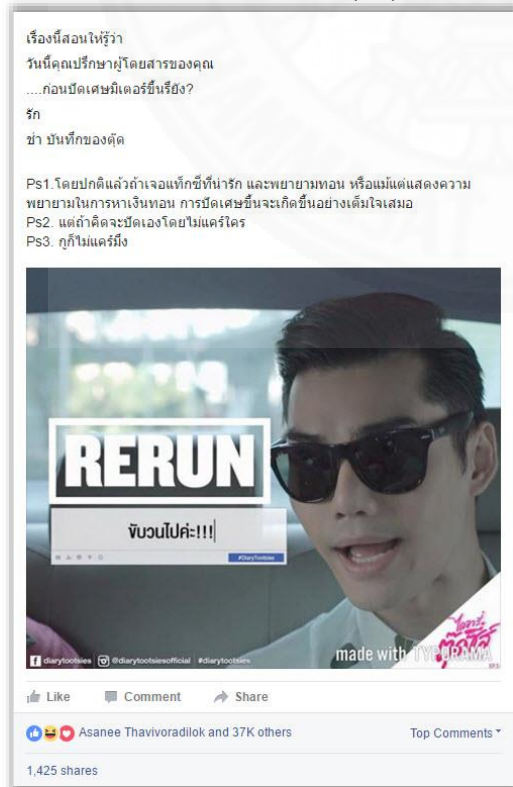 เรื่องนี้สอนให้รู้ว่า
วันนี้คุณปรึกษาผู้โดยสารของคุณ
....ก่อนปัดเศษมิเตอร์ขึ้นรึยัง?
รัก
ช่า บันทึกของตุ๊ด
Ps1.โดยปกติแล้วถ้าเจอแท็กซี่ที่น่ารัก และพยายามทอน หรือแม้แต่แสดงความ
พยายามในการหาเงินทอน การปัดเศษขึ้นจะเกิดขึ้นอย่างเต็มใจเสมอ
Ps2. แต่ถ้าคิดจะปัดเองโดยไม่แคร์ใคร
Ps3. กูก็ไม่แคร์มึง
RERUN
ขับวนไปค่ะ!!!
#DiaryTootsies
ไดอารี่
ตุ๊ดซี่ส์
made with TYPORAMA
EP.5
diarytootsies @diarytootsiesofficial #diarytootsies
Like Comment Share
Asanee Thavivoradilok and 37K others Top Comments
1,425 shares